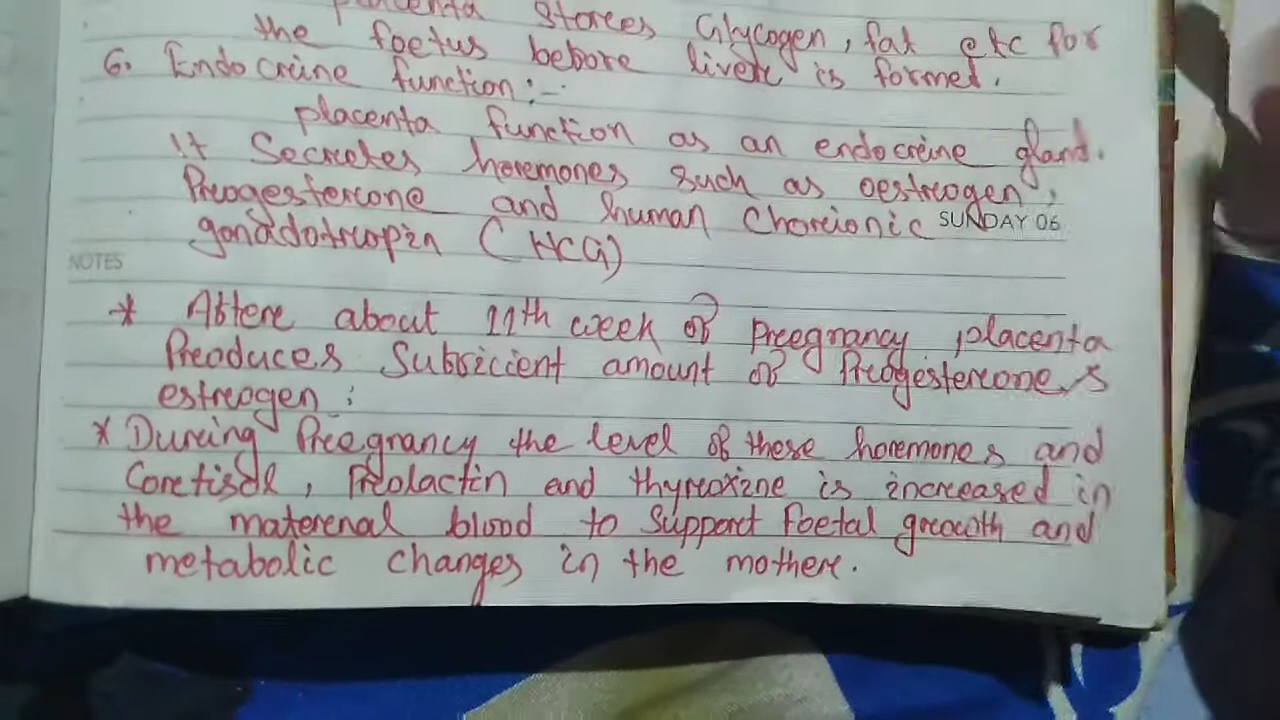 placenta stores Glycogen, fat etc for
the foetus before liver is formed.
6. Endocrine function :-
placenta function as an endocrine gland.
It Secretes hormones such as oestrogen,
Progesterone and human Chorionic
SUNDAY 06
gonadotropin (HCG)
NOTES
* After about 11th week of Pregnancy placenta
Produces Sufficient amount of Progesterone &
estrogen :
* During Pregnancy the level of these hormones and
Cortisol, Prolactin and thyroxine is increased in
the maternal blood to support foetal growth and
metabolic changes in the mother.